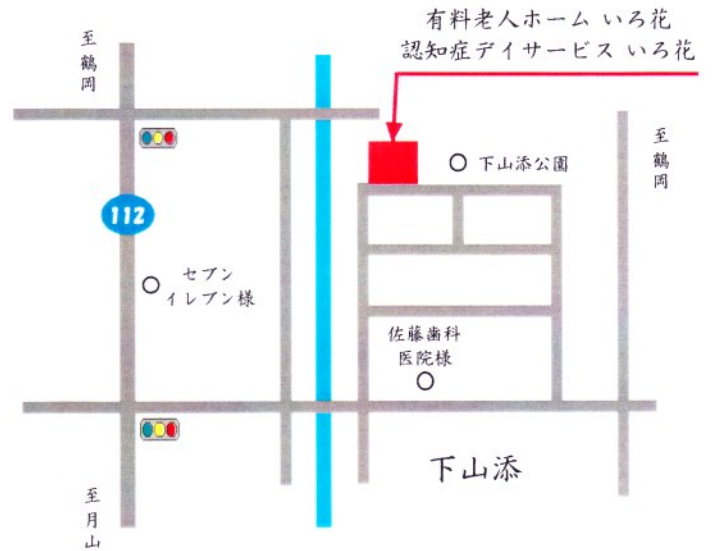 有料老人ホーム いろ花
認知症デイサービス いろ花
至鶴岡
至鶴岡
下山添公園
112
セブン
イレブン様
佐藤歯科
医院様
下山添
至月山